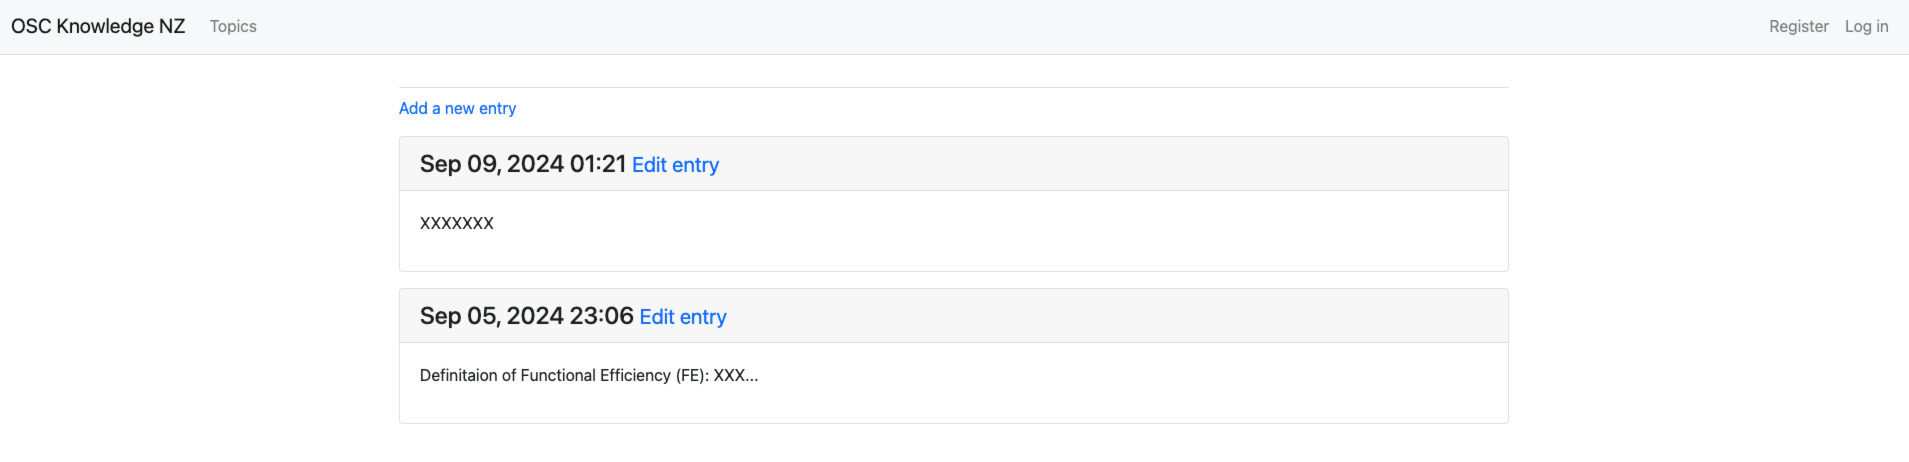 OSC Knowledge NZ Topics Register Log in
Add a new entry
Sep 09, 2024 01:21 Edit entry
XXXXXXX
Sep 05, 2024 23:06 Edit entry
Definitaion of Functional Efficiency (FE): XXX...